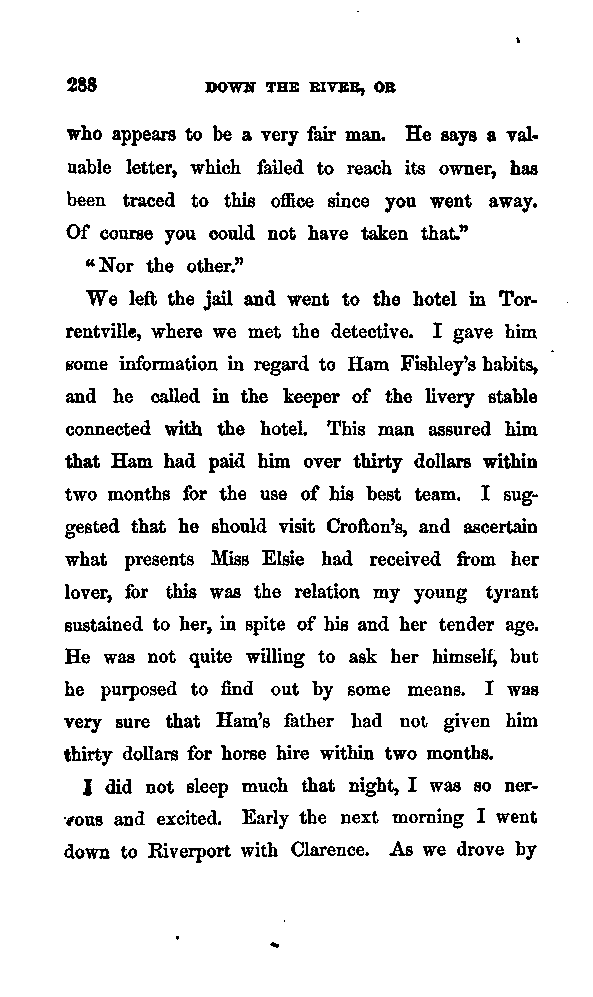 288 DOWN THE RIVER, OR
who appears to be a very fair man. He says a val-
uable letter, which failed to reach its owner, has
been traced to this office since you went away.
Of course you could not have taken that."
"Nor the other."
We left the jail and went to the hotel in Tor-
rentville, where we met the detective. I gave him
some information in regard to Ham Fishley's habits,
and he called in the keeper of the livery stable
connected with the hotel. This man assured him
that Ham had paid him over thirty dollars within
two months for the use of his best team. I sug-
gested that he should visit Crofton's, and ascertain
what presents Miss Elsie had received from her
lover, for this was the relation my young tyrant
sustained to her, in spite of his and her tender age.
He was not quite willing to ask her himself, but
he purposed to find out by some means. I was
very sure that Ham's father had not given him
thirty dollars for horse hire within two months.
I did not sleep much that night, I was so ner-
vous and excited. Early the next morning I went
down to Riverport with Clarence. As we drove by